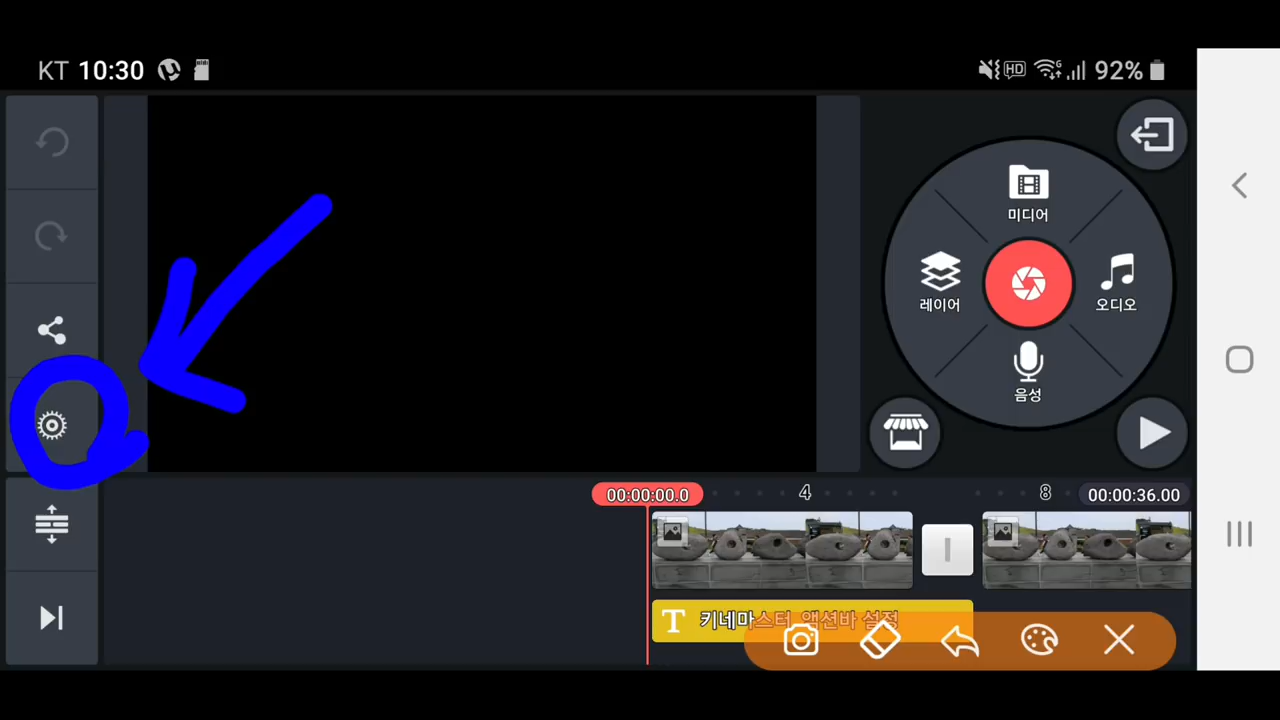 KT 10:30
HD 92%
미디어
레이어
오디오
음성
00:00:00.0
4
8
00:00:36.00
T 키네마스터 액션바 설정